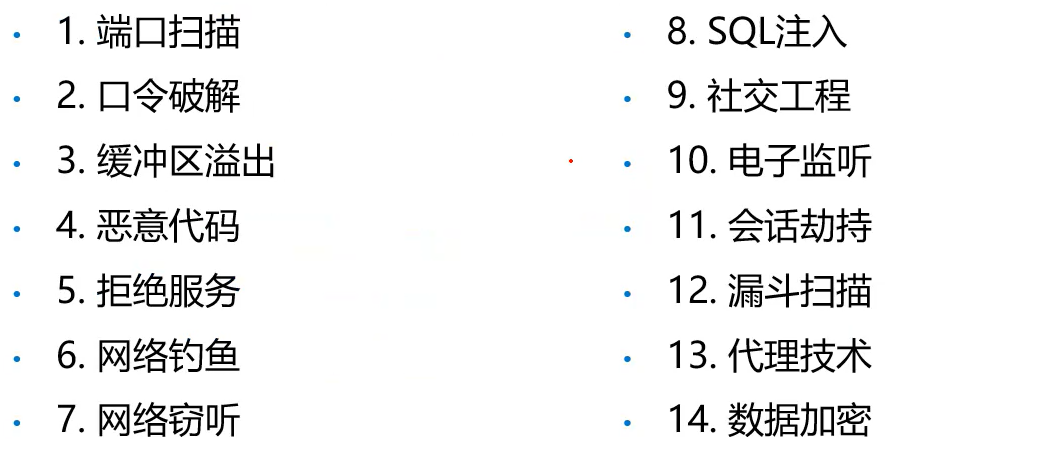 1. 端口扫描
2. 口令破解
3. 缓冲区溢出
4. 恶意代码
5. 拒绝服务
6. 网络钓鱼
7. 网络窃听
8. SQL注入
9. 社交工程
10. 电子监听
11. 会话劫持
12. 漏斗扫描
13. 代理技术
14. 数据加密